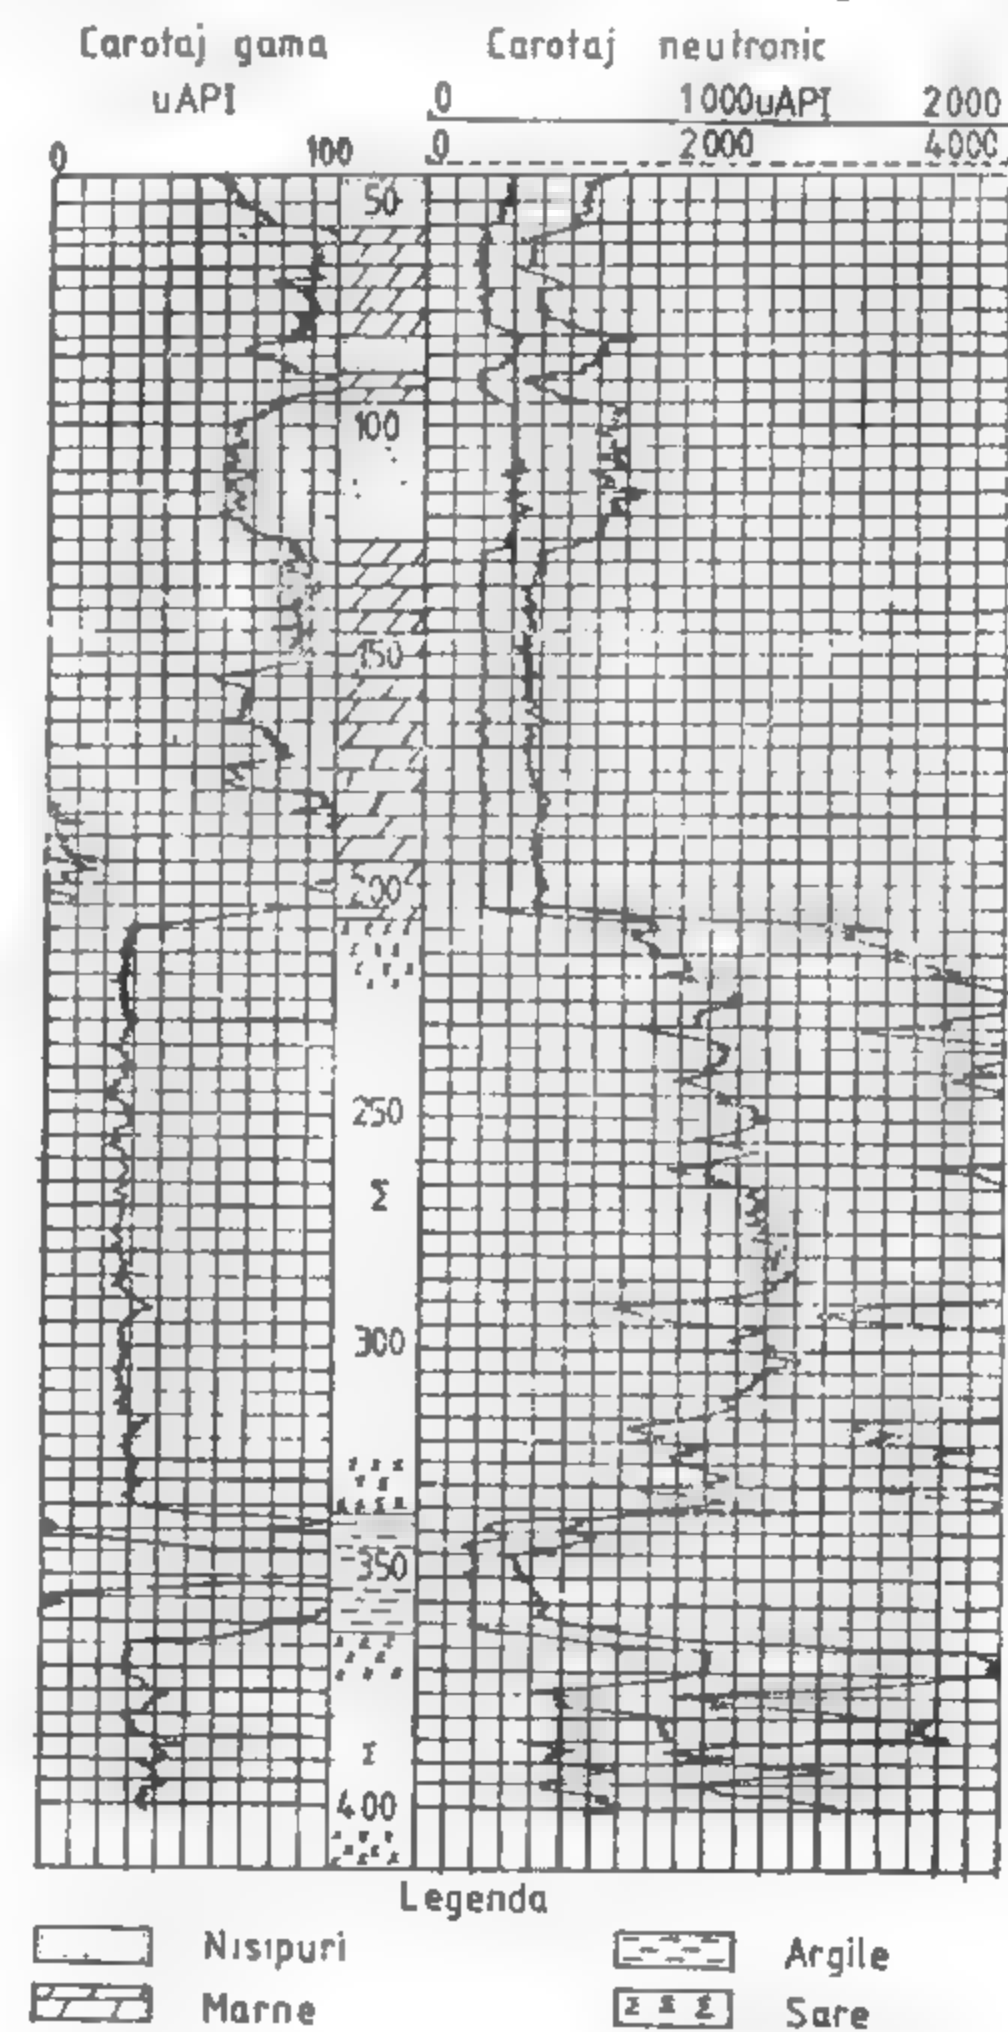 Carotaj gama Carotaj neutronic
uAPI 0 1000uAPI 2000
0 100 0 2000 4000
50
100
150
200
250
Σ
300
350
Σ
400
Legenda
Nisipuri Argile
Marne Sare